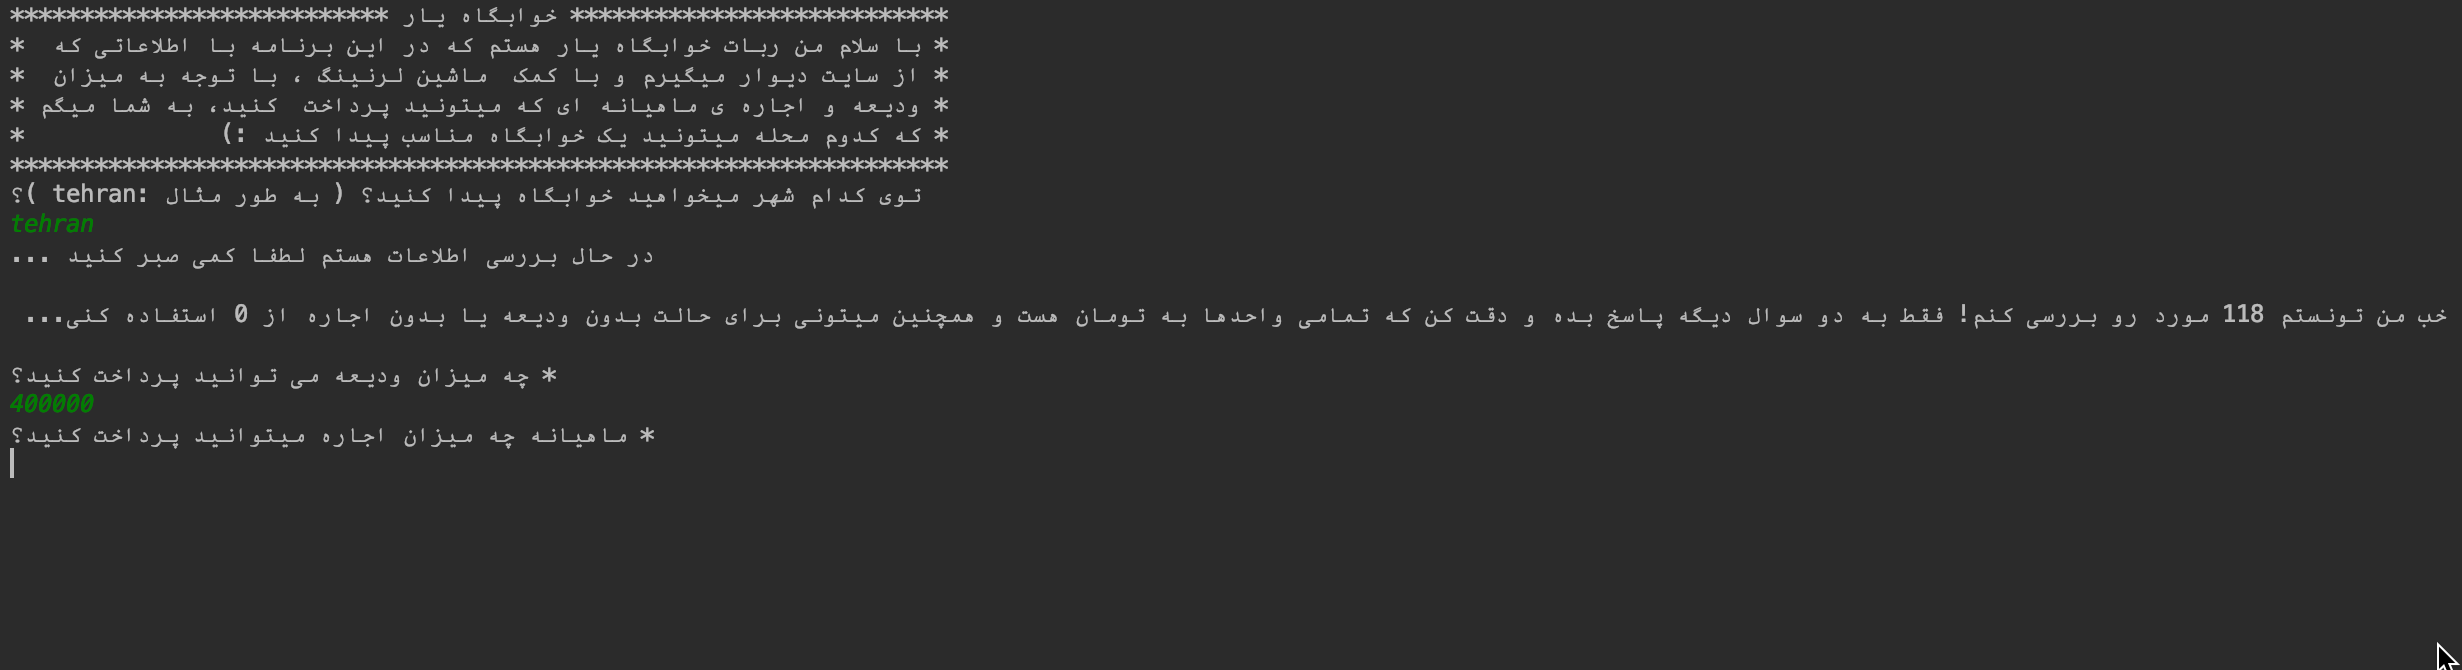 *************************** خوابگاه یار ***************************
* با سلام من ربات خوابگاه یار هستم که در این برنامه با اطلاعاتی که *
* از سایت دیوار میگیرم و با کمک ماشین لرنینگ ، با توجه به میزان *
* ودیعه و اجاره ی ماهیانه ای که میتونید پرداخت کنید، به شما میگم *
* که کدوم محله میتونید یک خوابگاه مناسب پیدا کنید :) *
*******************************************************************
توی کدام شهر میخواهید خوابگاه پیدا کنید؟ ( به طور مثال :tehran )؟
tehran
در حال بررسی اطلاعات هستم لطفا کمی صبر کنید ...
خب من تونستم 118 مورد رو بررسی کنم! فقط به دو سوال دیگه پاسخ بده و دقت کن که تمامی واحدها به تومان هست و همچنین میتونی برای حالت بدون ودیعه یا بدون اجاره از 0 استفاده کنی...
* چه میزان ودیعه می توانید پرداخت کنید؟
400000
* ماهیانه چه میزان اجاره میتوانید پرداخت کنید؟